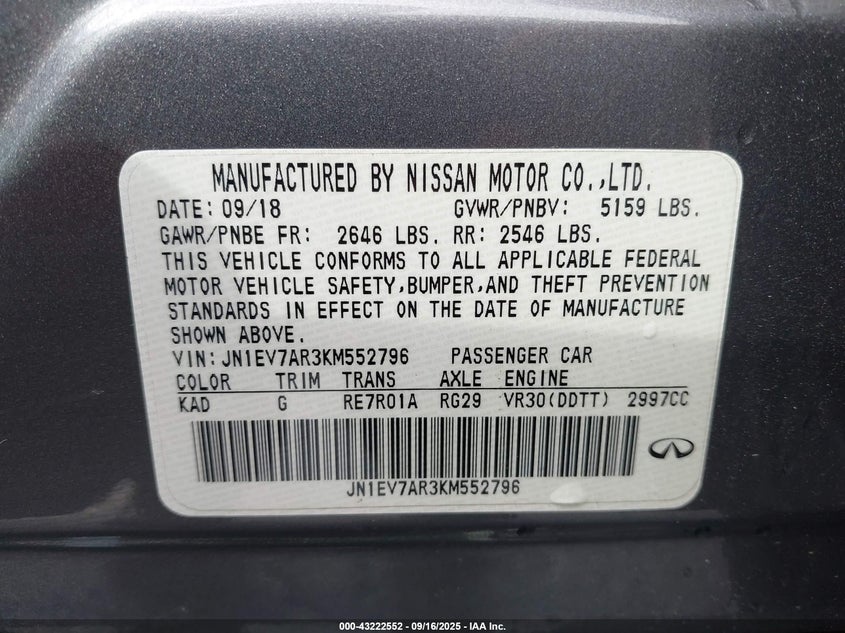 MANUFACTURED BY NISSAN MOTOR CO.,LTD.
DATE: 09/18 GVWR/PNBV: 5159 LBS.
GAWR/PNBE FR: 2646 LBS. RR: 2546 LBS.
THIS VEHICLE CONFORMS TO ALL APPLICABLE FEDERAL
MOTOR VEHICLE SAFETY,BUMPER,AND THEFT PREVENTION
STANDARDS IN EFFECT ON THE DATE OF MANUFACTURE
SHOWN ABOVE.
VIN:JN1EV7AR3KM552796 PASSENGER CAR
COLOR TRIM TRANS AXLE ENGINE
KAD G RE7R01A RG29 VR30(DDTT) 2997CC
JN1EV7AR3KM552796
000-43222552 - 09/16/2025 - IAA Inc.